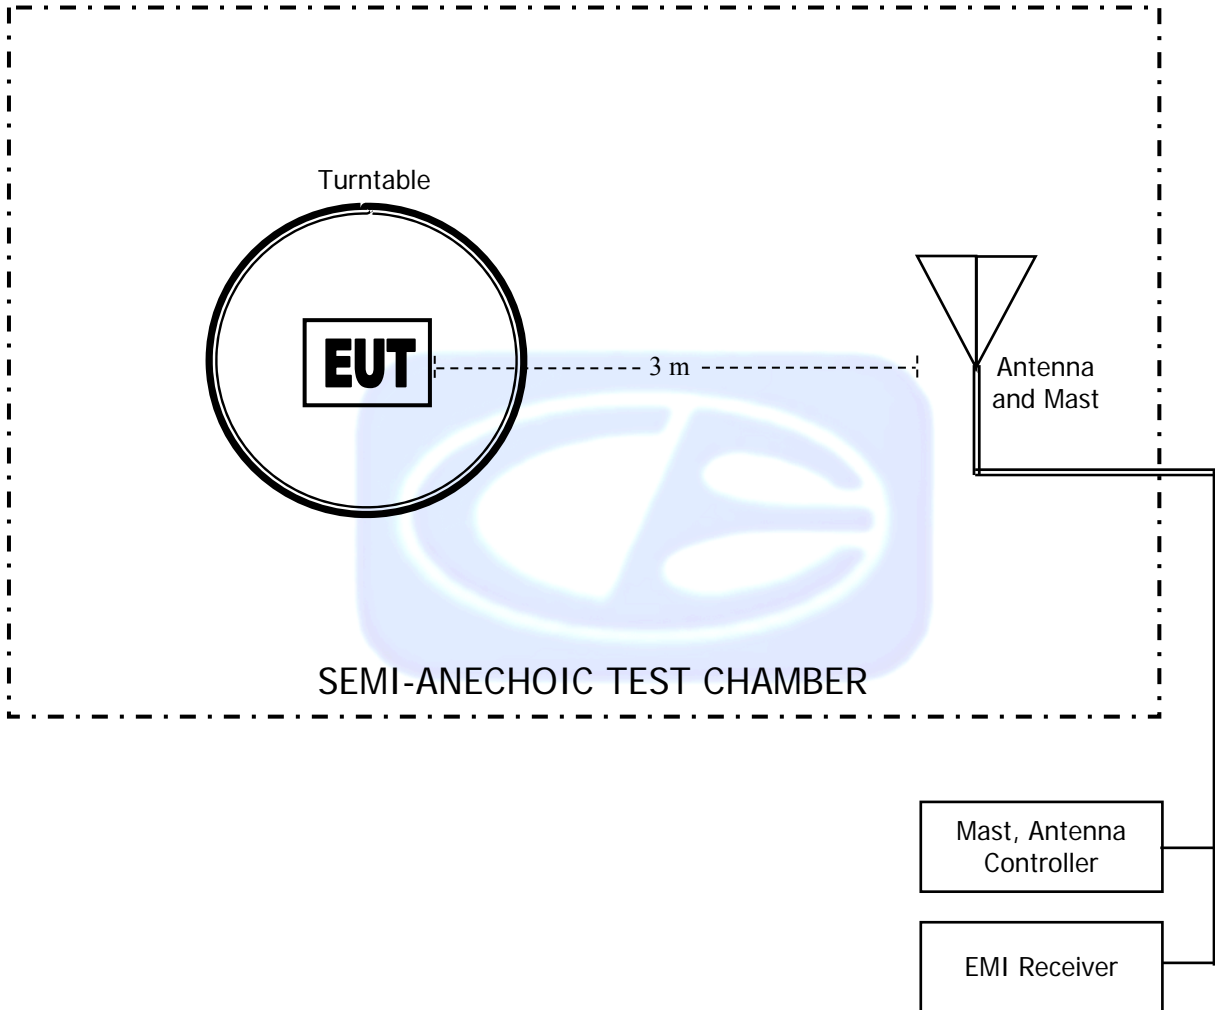 Turntable
EUT
3 m
Antenna
and Mast
SEMI-ANECHOIC TEST CHAMBER
Mast, Antenna
Controller
EMI Receiver